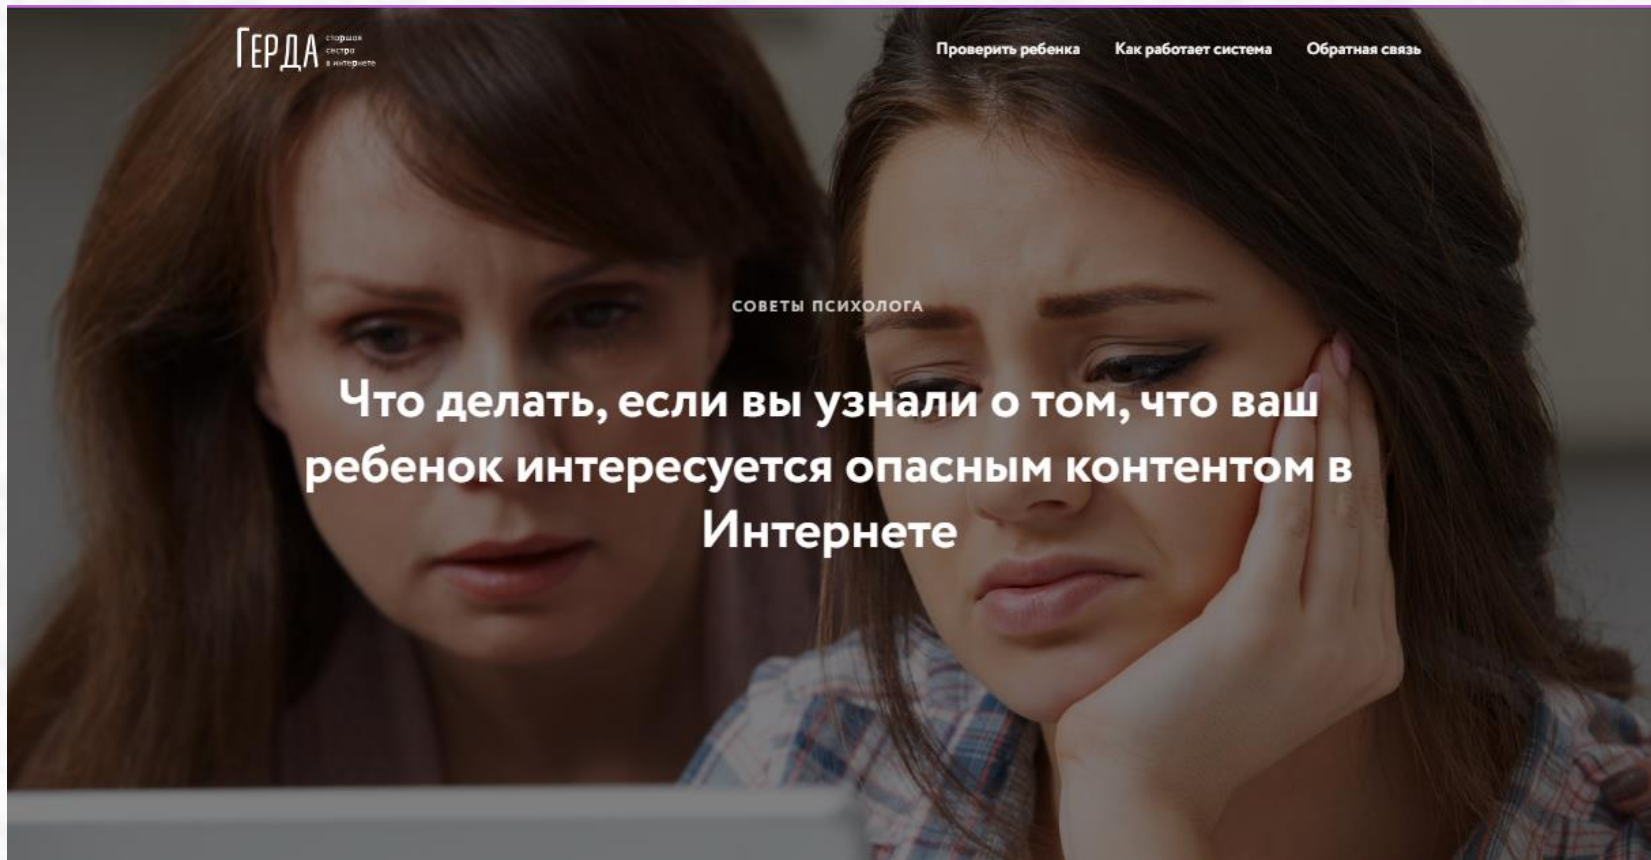 ГЕРДА
старшая
сестра
в интернете
Проверить ребенка
Как работает система
Обратная связь
СОВЕТЫ ПСИХОЛОГА
Что делать, если вы узнали о том, что ваш
ребенок интересуется опасным контентом в
Интернете